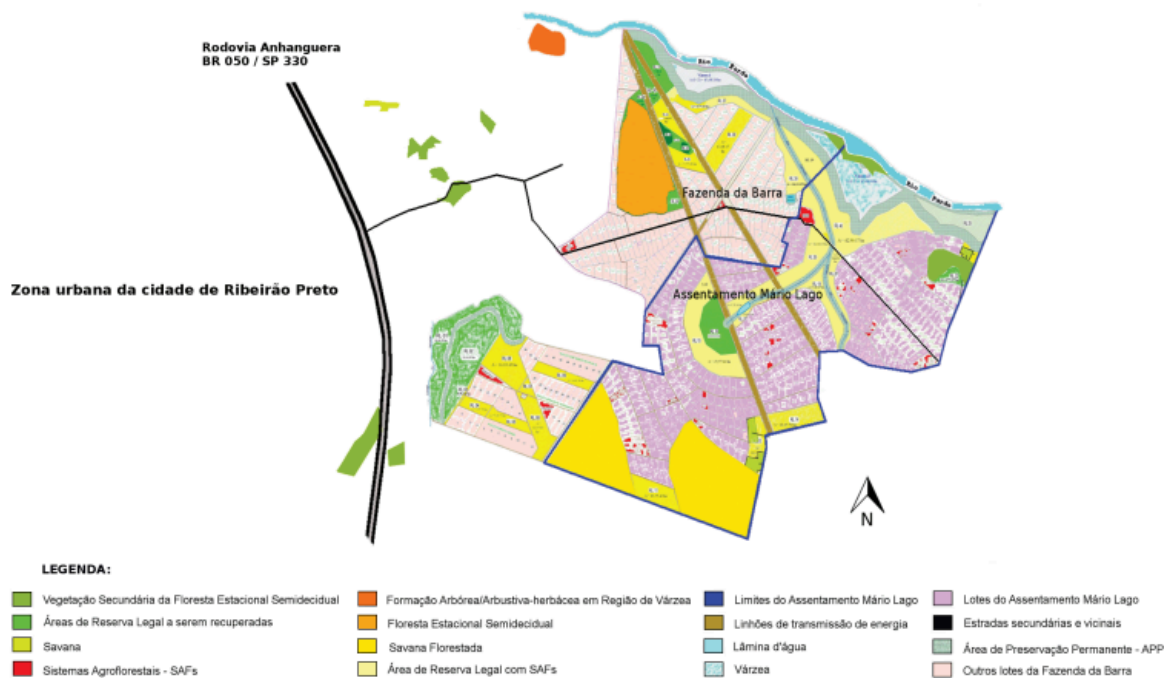 Rodovia Anhanguera
BR 050 / SP 330
Rio Pardo
Fazenda da Barra
Rio Pardo
Zona urbana da cidade de Ribeirão Preto
Assentamento Mário Lago
N
LEGENDA:
Vegetação Secundária da Floresta Estacional Semidecidual
Áreas de Reserva Legal a serem recuperadas
Savana
Sistemas Agroflorestais - SAFs
Formação Arbórea/Arbustiva-herbácea em Região de Várzea
Floresta Estacional Semidecidual
Savana Florestada
Área de Reserva Legal com SAFs
Limites do Assentamento Mário Lago
Linhões de transmissão de energia
Lâmina d'água
Várzea
Lotes do Assentamento Mário Lago
Estradas secundárias e vicinais
Área de Preservação Permanente - APP
Outros lotes da Fazenda da Barra